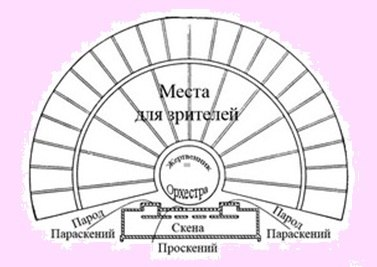 Места
для зрителей
Жертвенник
Орхестра
Парод
Параскений
Скена
Проскений
Парод
Параскений